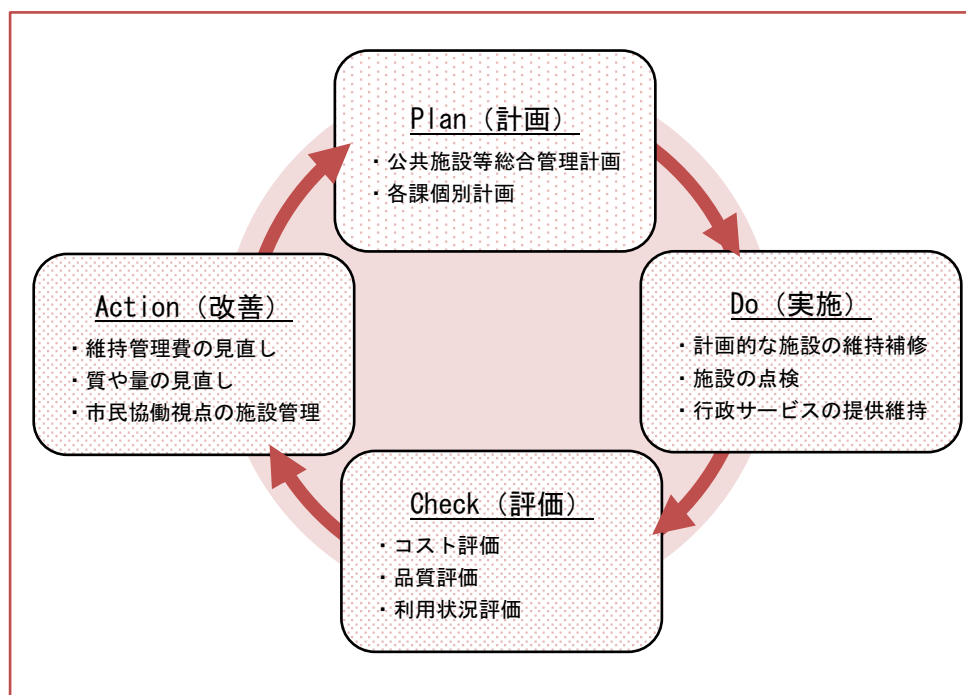 Plan（計画）
・公共施設等総合管理計画
・各課個別計画
Do（実施）
・計画的な施設の維持補修
・施設の点検
・行政サービスの提供維持
Check（評価）
・コスト評価
・品質評価
・利用状況評価
Action（改善）
・維持管理費の見直し
・質や量の見直し
・市民協働視点の施設管理